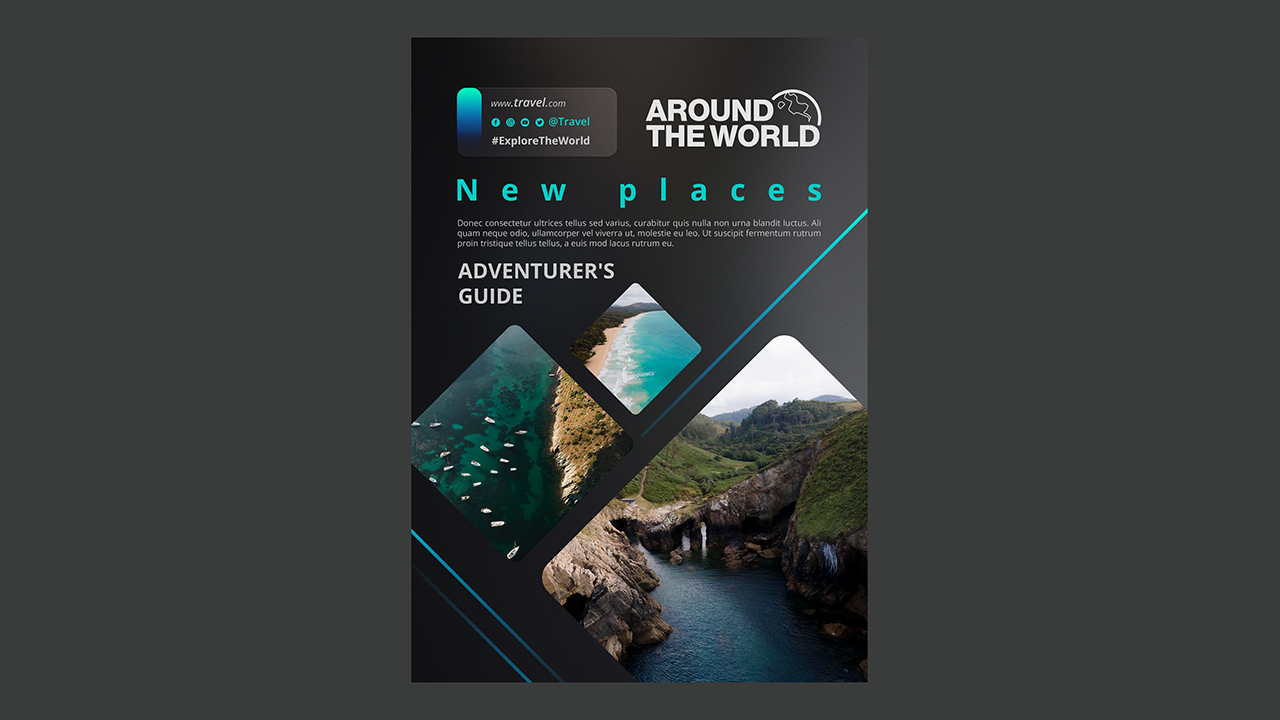 www.travel.com
@Travel
#ExploreTheWorld
AROUND
THE WORLD
New places
Donec consectetur ultrices tellus sed varius, curabitur quis nulla non urna blandit luctus. Ali
quam neque odio, ullamcorper vel viverra ut, molestie eu leo. Ut suscipit fermentum rutrum
proin tristique tellus tellus, a euis mod lacus rutrum eu.
ADVENTURER'S
GUIDE